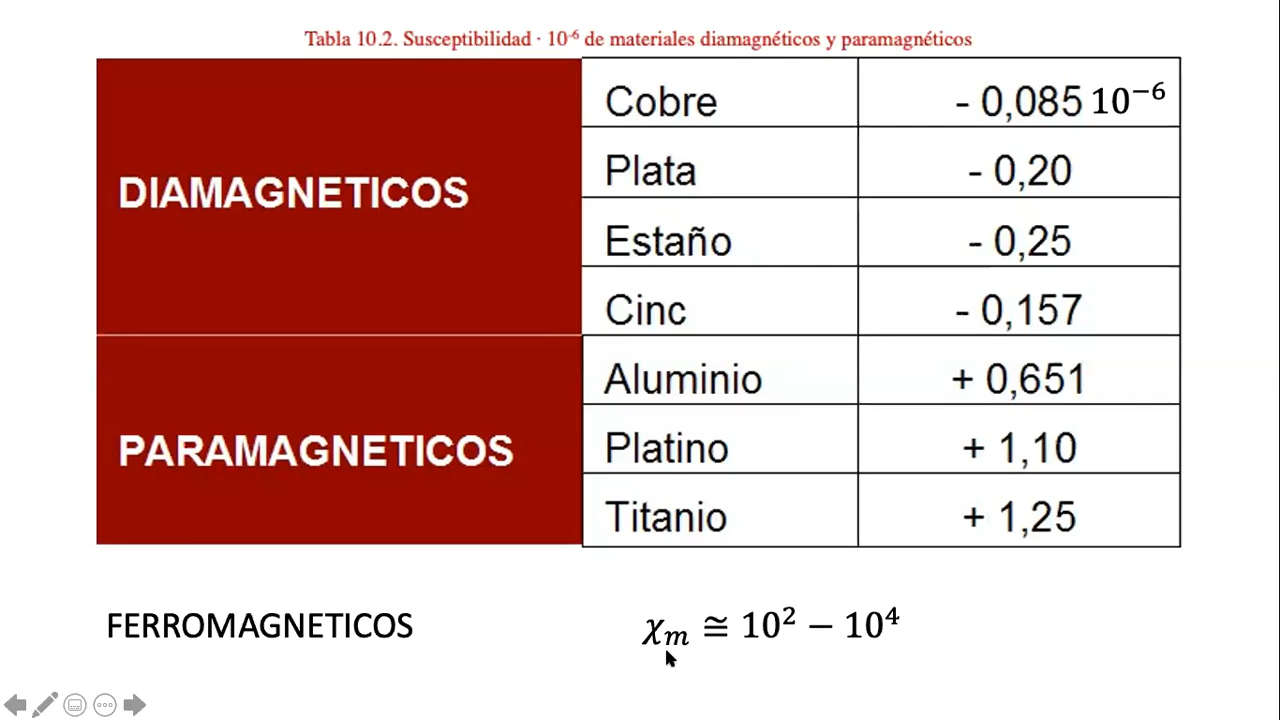 Tabla 10.2. Susceptibilidad · 10⁻⁶ de materiales diamagnéticos y paramagnéticos
DIAMAGNETICOS
Cobre - 0,085 10⁻⁶
Plata - 0,20
Estaño - 0,25
Cinc - 0,157
PARAMAGNETICOS
Aluminio + 0,651
Platino + 1,10
Titanio + 1,25
FERROMAGNETICOS χₘ ≅ 10² − 10⁴